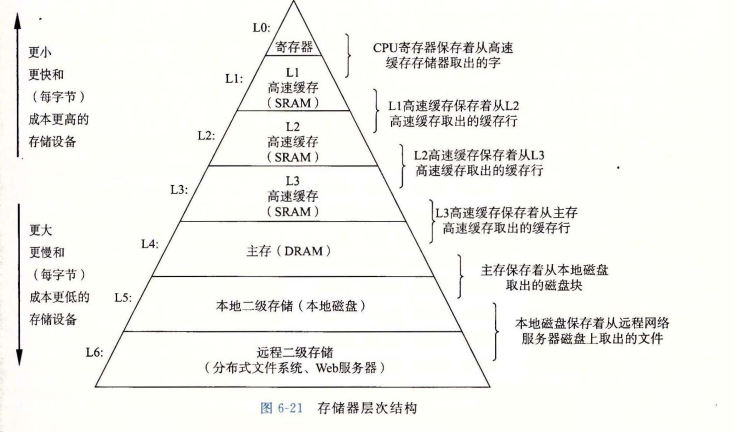 更小
更快和
（每字节）
成本更高的
存储设备
更大
更慢和
（每字节）
成本更低的
存储设备
L0:
寄存器
CPU寄存器保存着从高速
缓存存储器取出的字
L1:
L1
高速缓存
（SRAM）
L1高速缓存保存着从L2
高速缓存取出的缓存行
L2:
L2
高速缓存
（SRAM）
L2高速缓存保存着从L3
高速缓存取出的缓存行
L3:
L3
高速缓存
（SRAM）
L3高速缓存保存着从主存
高速缓存取出的缓存行
L4:
主存（DRAM）
主存保存着从本地磁盘
取出的磁盘块
L5:
本地二级存储（本地磁盘）
本地磁盘保存着从远程网络
服务器磁盘上取出的文件
L6:
远程二级存储
（分布式文件系统、Web服务器）
图 6-21 存储器层次结构